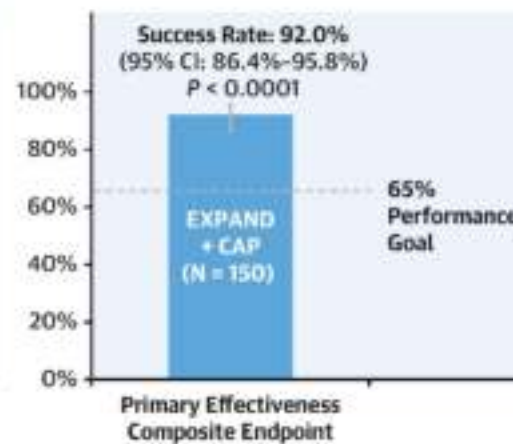 Success Rate: 92.0%
(95% CI: 86.4%–95.8%)
P < 0.0001
100%
80%
60%
40%
20%
0%
EXPAND
+ CAP
(N = 150)
65%
Performance
Goal
Primary Effectiveness
Composite Endpoint